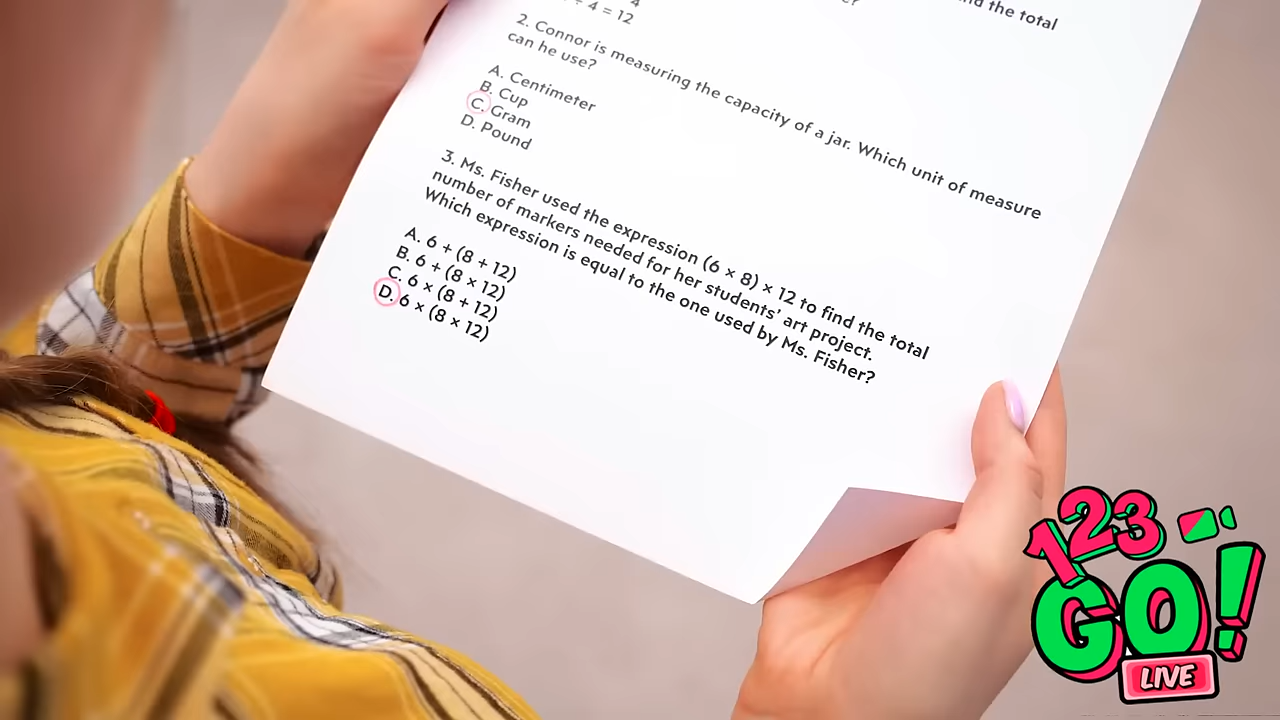 nd the total
4
÷ 4 = 12
2. Connor is measuring the capacity of a jar. Which unit of measure
can he use?
A. Centimeter
B. Cup
C. Gram
D. Pound
3. Ms. Fisher used the expression (6 × 8) × 12 to find the total
number of markers needed for her students' art project.
Which expression is equal to the one used by Ms. Fisher?
A. 6 + (8 + 12)
B. 6 + (8 × 12)
C. 6 × (8 + 12)
D. 6 × (8 × 12)
123
GO!
LIVE